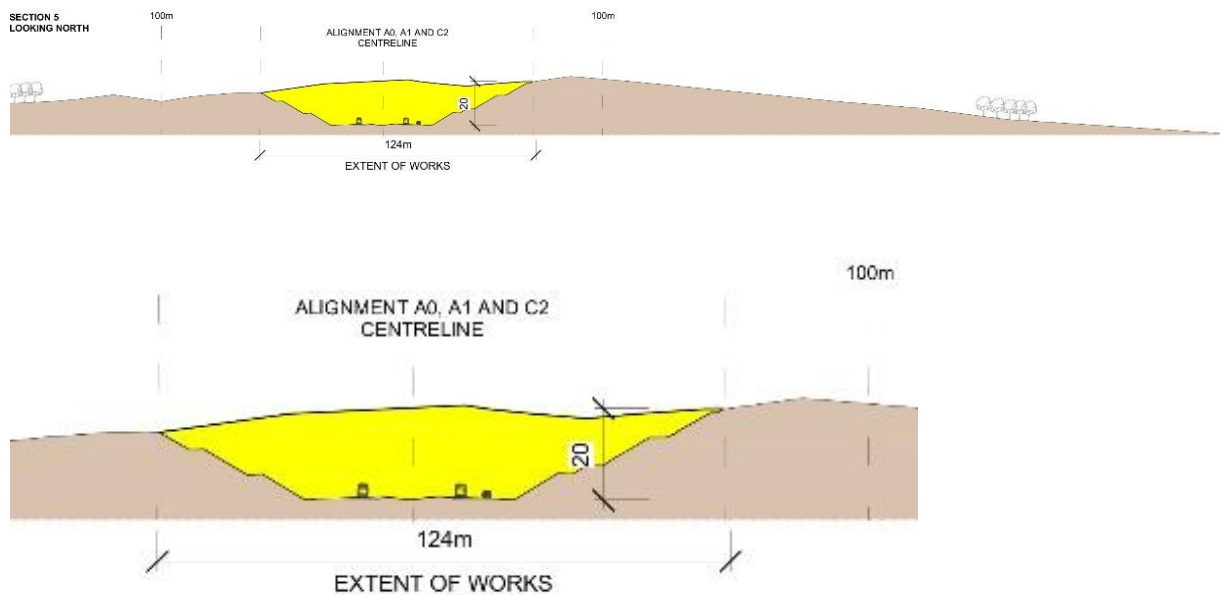 SECTION 5
LOOKING NORTH
100m
100m
ALIGNMENT A0, A1 AND C2
CENTRELINE
20
124m
EXTENT OF WORKS
100m
ALIGNMENT A0, A1 AND C2
CENTRELINE
20
124m
EXTENT OF WORKS